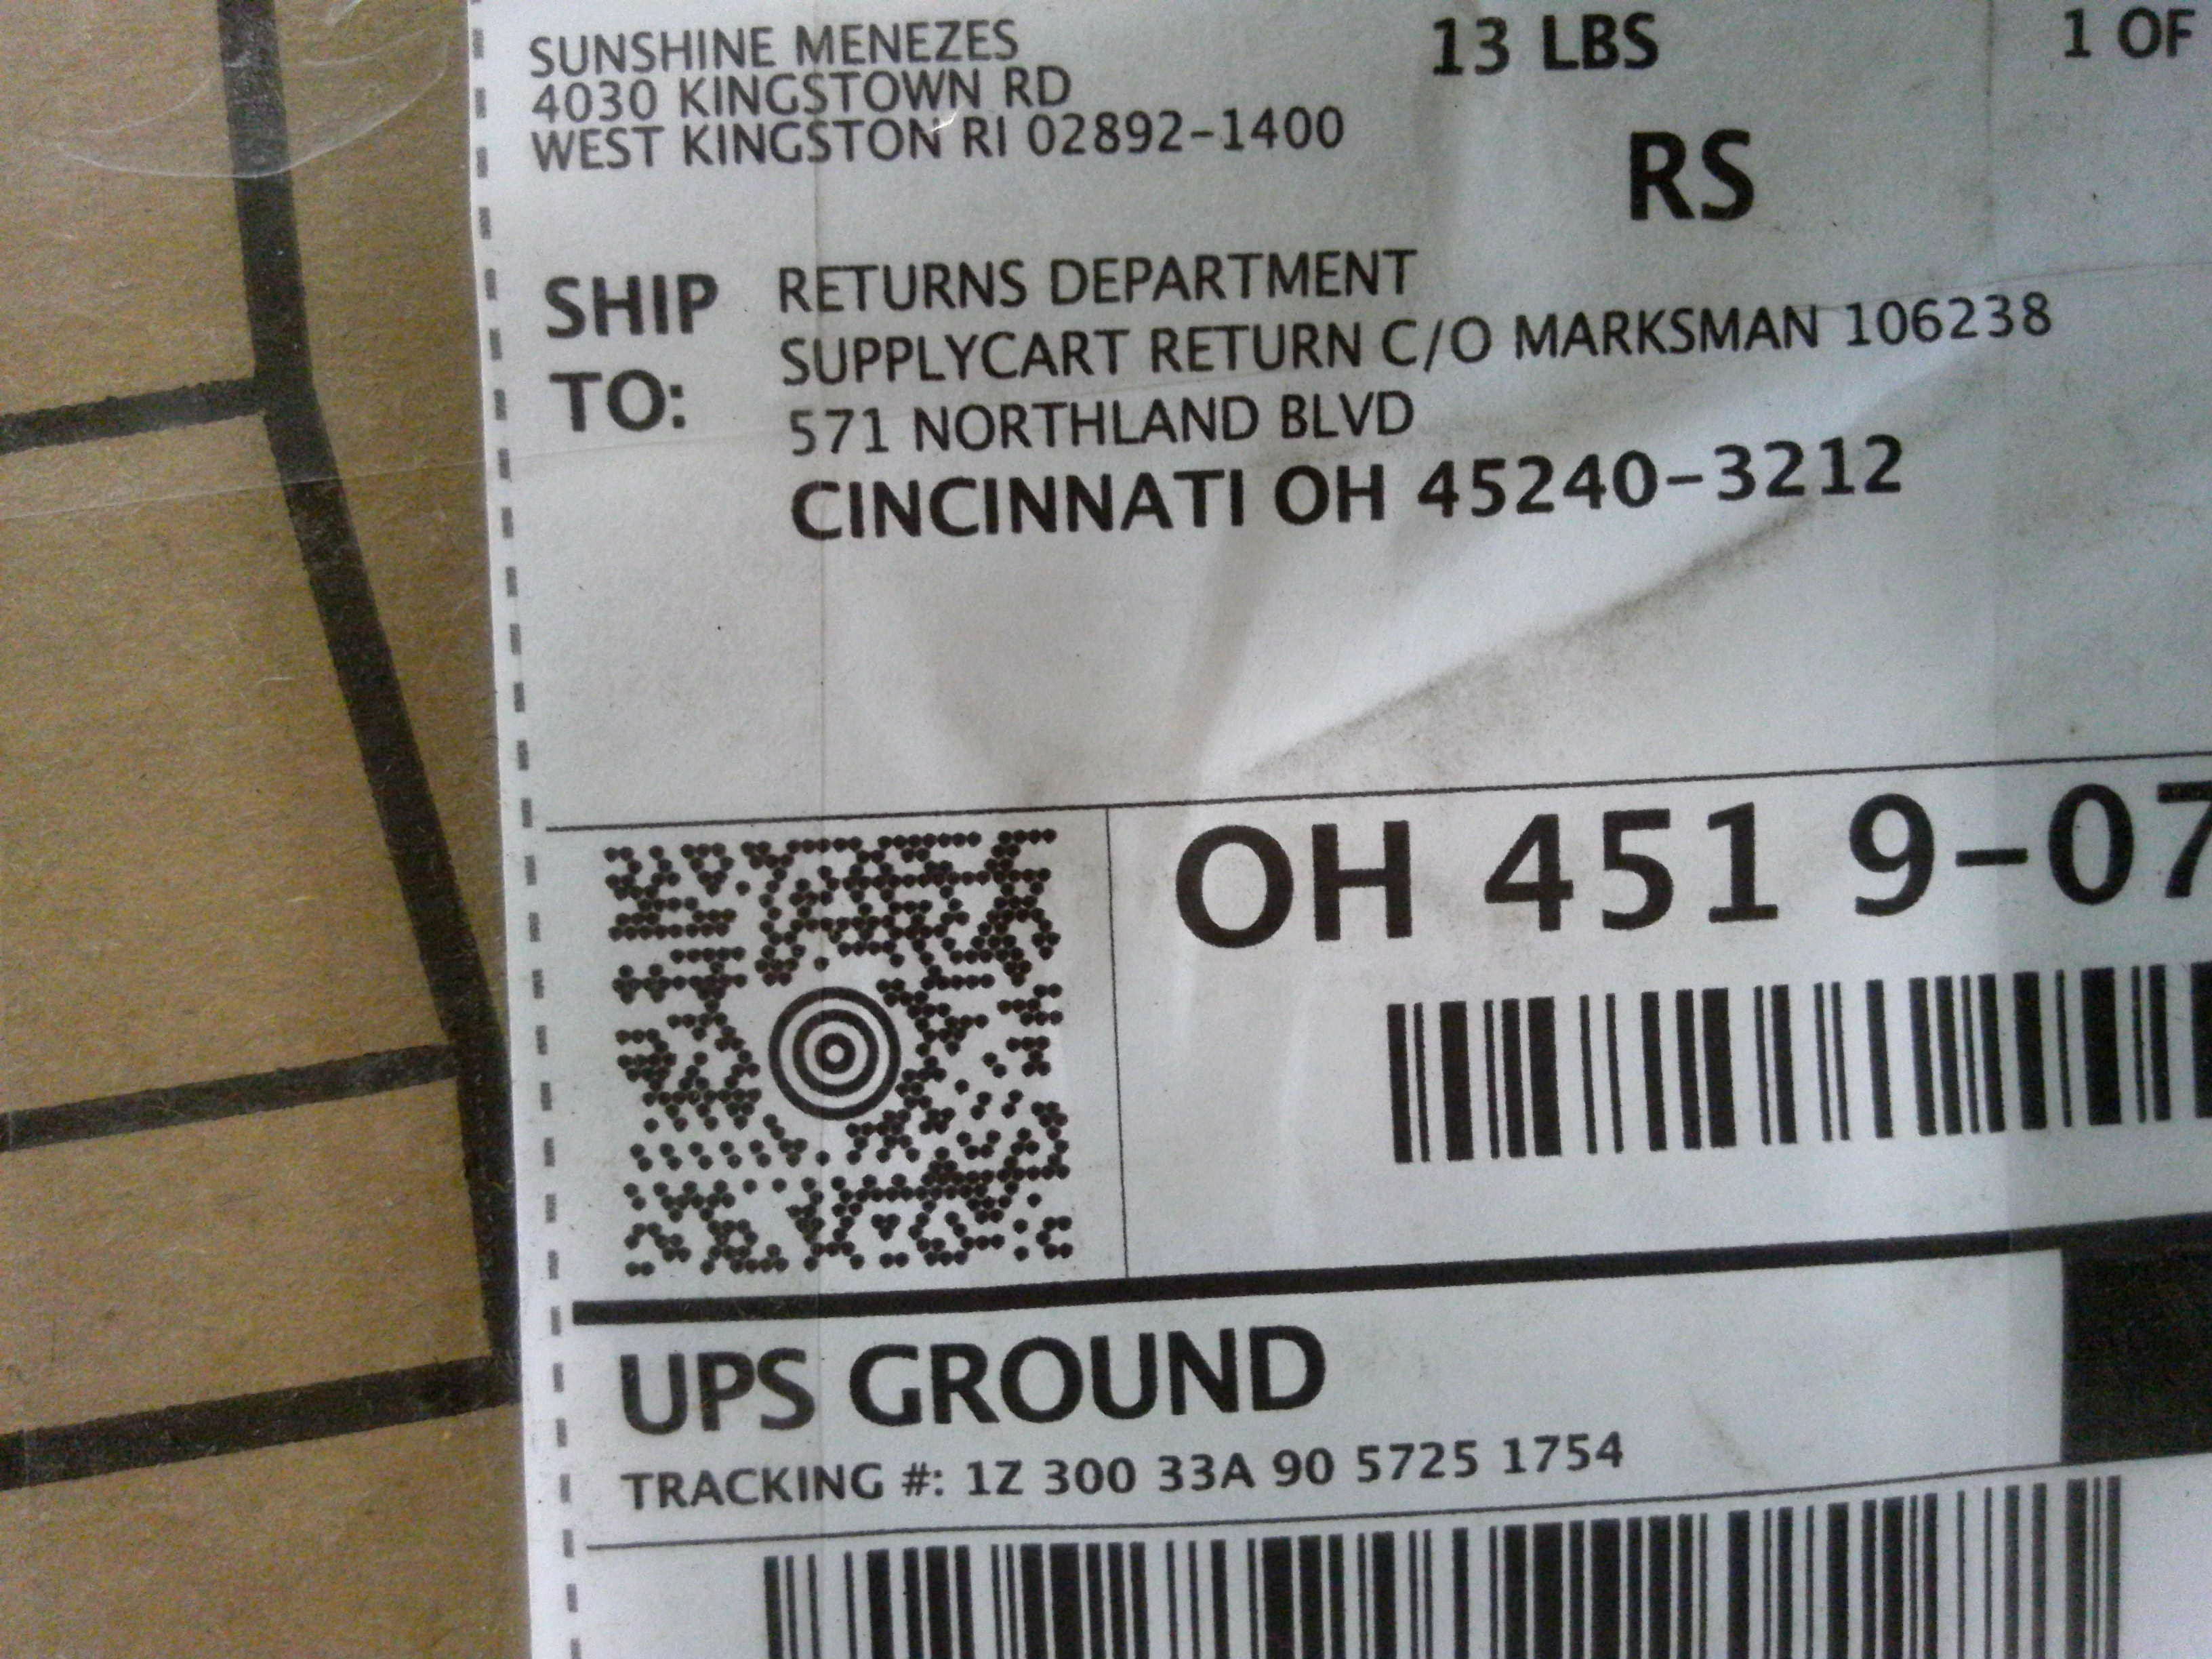 SUNSHINE MENEZES
4030 KINGSTOWN RD
WEST KINGSTON RI 02892-1400
13 LBS
1 OF
RS
SHIP TO:
RETURNS DEPARTMENT
SUPPLYCART RETURN C/O MARKSMAN 106238
571 NORTHLAND BLVD
CINCINNATI OH 45240-3212
OH 451 9-07
UPS GROUND
TRACKING #: 1Z 300 33A 90 5725 1754